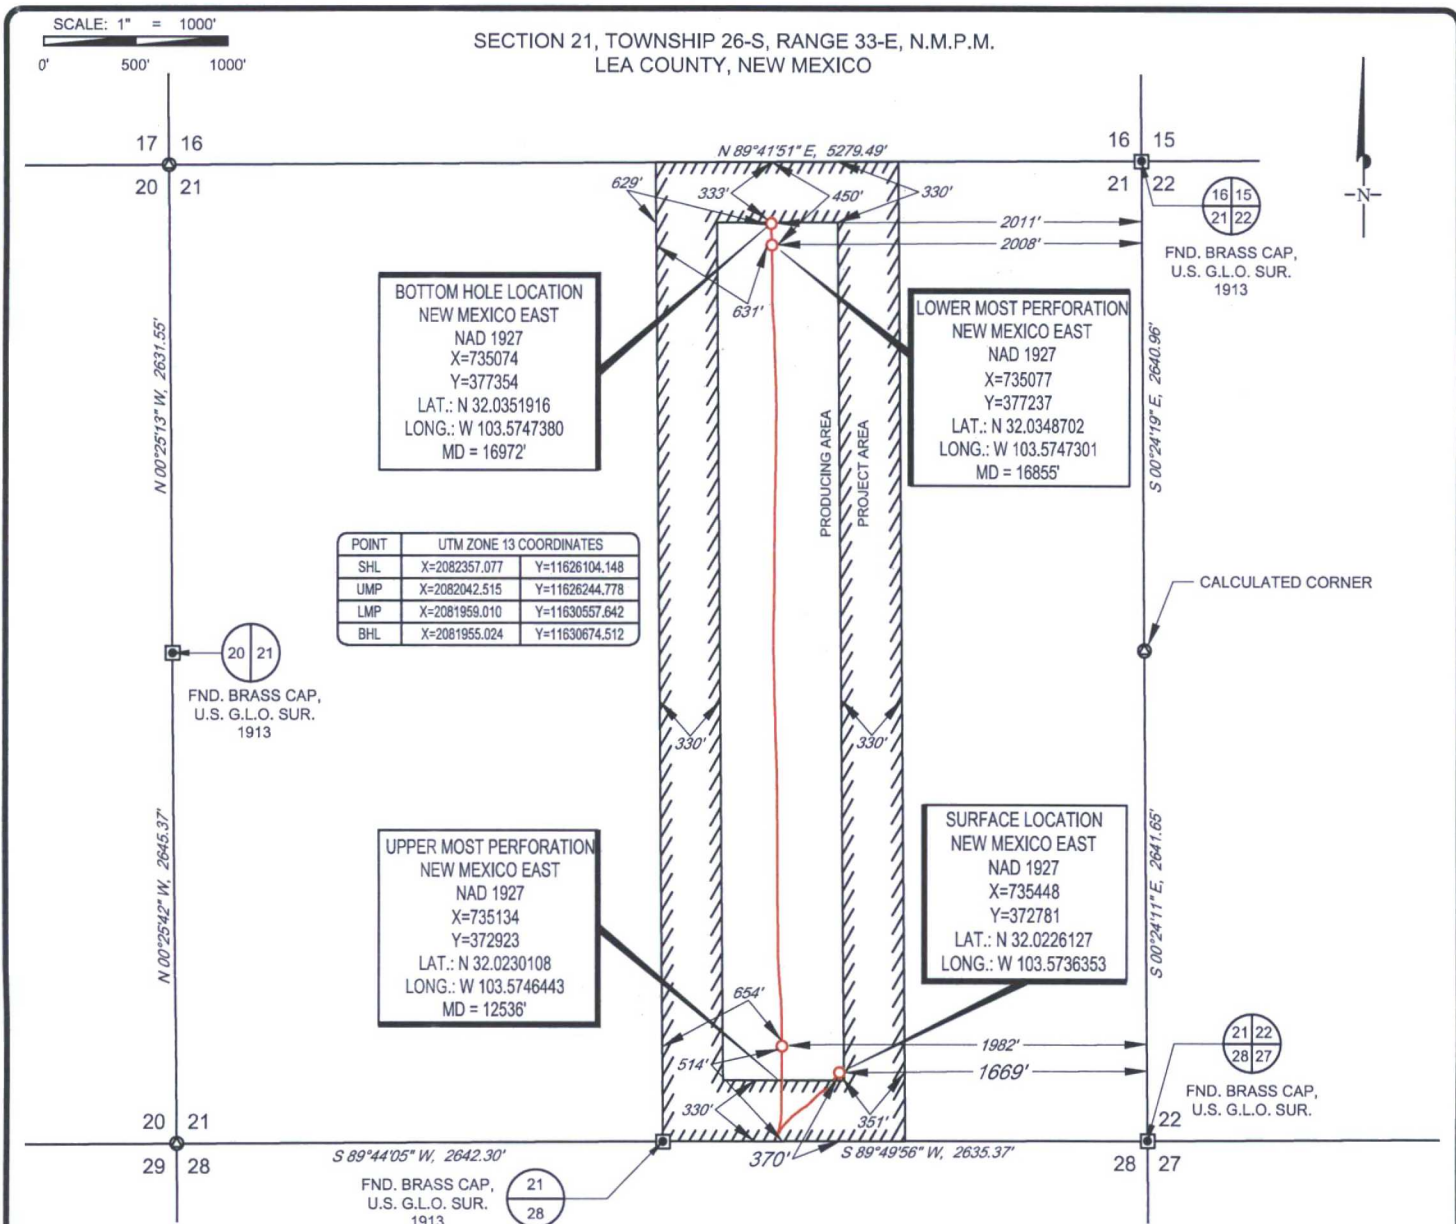 SCALE: 1" = 1000'
0' 500' 1000'
SECTION 21, TOWNSHIP 26-S, RANGE 33-E, N.M.P.M.
LEA COUNTY, NEW MEXICO
17 16
20 21
N 89°41'51" E, 5279.49'
16 15
21 22
16 15
21 22
FND. BRASS CAP,
U.S. G.L.O. SUR.
1913
-N-
629'
333'
450'
330'
2011'
2008'
631'
BOTTOM HOLE LOCATION
NEW MEXICO EAST
NAD 1927
X=735074
Y=377354
LAT.: N 32.0351916
LONG.: W 103.5747380
MD = 16972'
LOWER MOST PERFORATION
NEW MEXICO EAST
NAD 1927
X=735077
Y=377237
LAT.: N 32.0348702
LONG.: W 103.5747301
MD = 16855'
N 00°25'13" W, 2631.55'
S 00°24'19" E, 2640.96'
PRODUCING AREA
PROJECT AREA
POINT UTM ZONE 13 COORDINATES
SHL X=2082357.077 Y=11626104.148
UMP X=2082042.515 Y=11626244.778
LMP X=2081959.010 Y=11630557.642
BHL X=2081955.024 Y=11630674.512
CALCULATED CORNER
20 21
FND. BRASS CAP,
U.S. G.L.O. SUR.
1913
330'
330'
N 00°25'42" W, 2645.37'
S 00°24'11" E, 2641.65'
UPPER MOST PERFORATION
NEW MEXICO EAST
NAD 1927
X=735134
Y=372923
LAT.: N 32.0230108
LONG.: W 103.5746443
MD = 12536'
SURFACE LOCATION
NEW MEXICO EAST
NAD 1927
X=735448
Y=372781
LAT.: N 32.0226127
LONG.: W 103.5736353
654'
514'
1982'
1669'
330'
351'
370'
21 22
28 27
FND. BRASS CAP,
U.S. G.L.O. SUR.
20 21
29 28
22
28 27
S 89°44'05" W, 2642.30'
S 89°49'56" W, 2635.37'
FND. BRASS CAP,
U.S. G.L.O. SUR.
1913
21
28